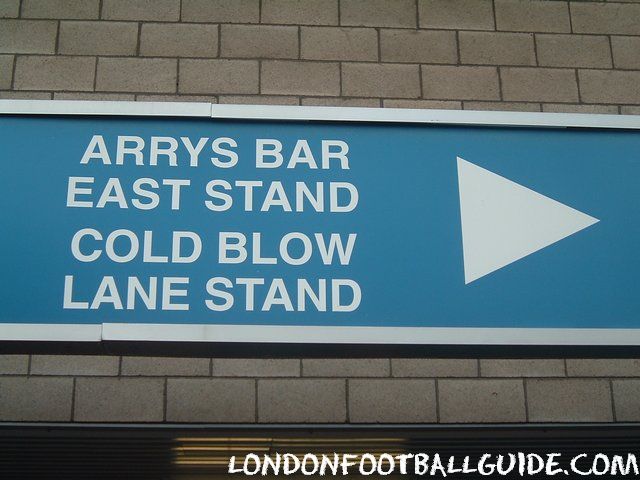 ARRYS BAR
EAST STAND
COLD BLOW
LANE STAND
LONDONFOOTBALLGUIDE.COM